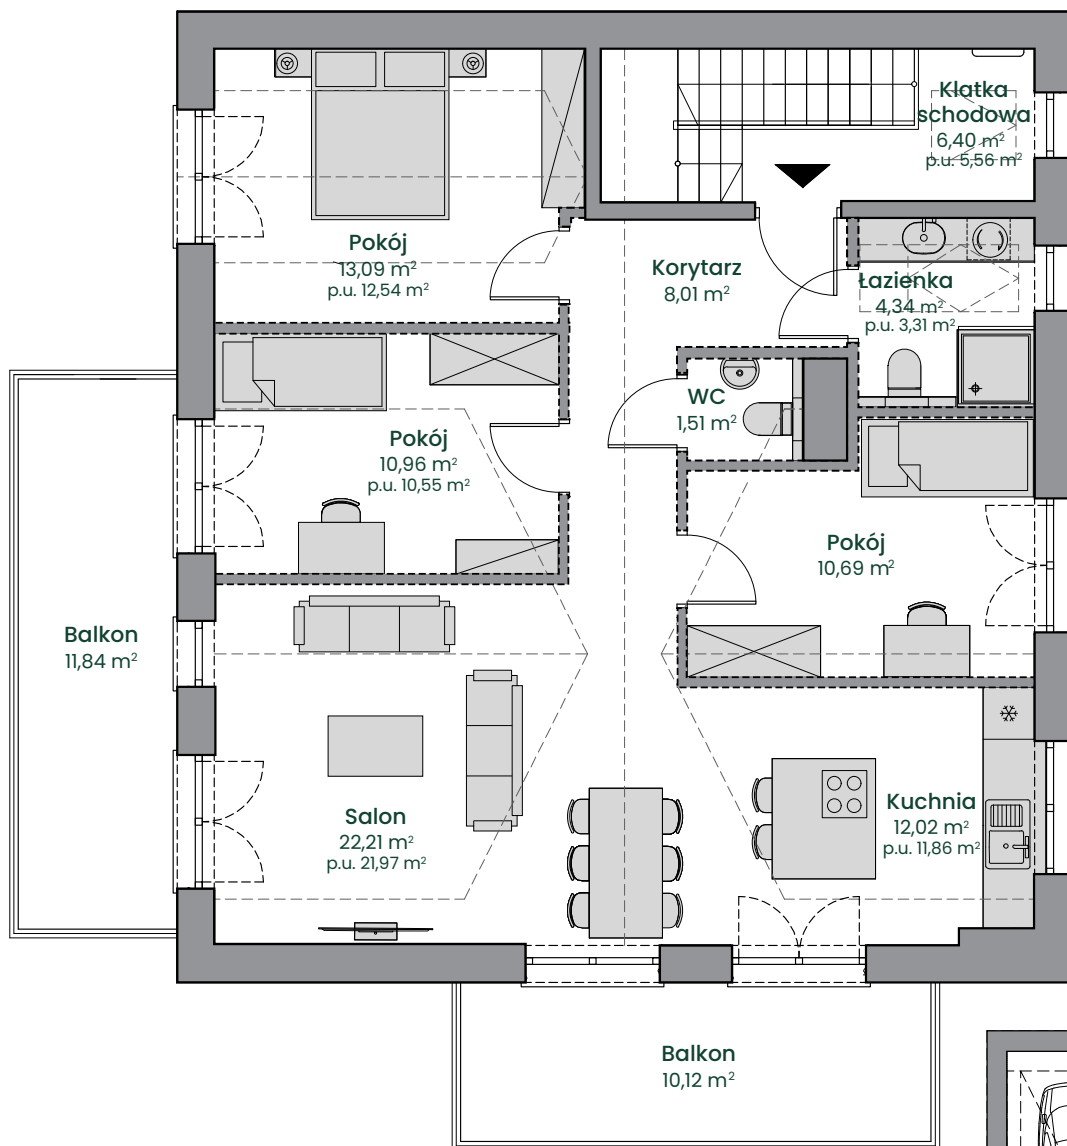 Klatka
schodowa
6,40 m²
p.u. 5,56 m²
Pokój
13,09 m²
p.u. 12,54 m²
Korytarz
8,01 m²
Łazienka
4,34 m²
p.u. 3,31 m²
WC
1,51 m²
Pokój
10,96 m²
p.u. 10,55 m²
Pokój
10,69 m²
Balkon
11,84 m²
Salon
22,21 m²
p.u. 21,97 m²
Kuchnia
12,02 m²
p.u. 11,86 m²
Balkon
10,12 m²